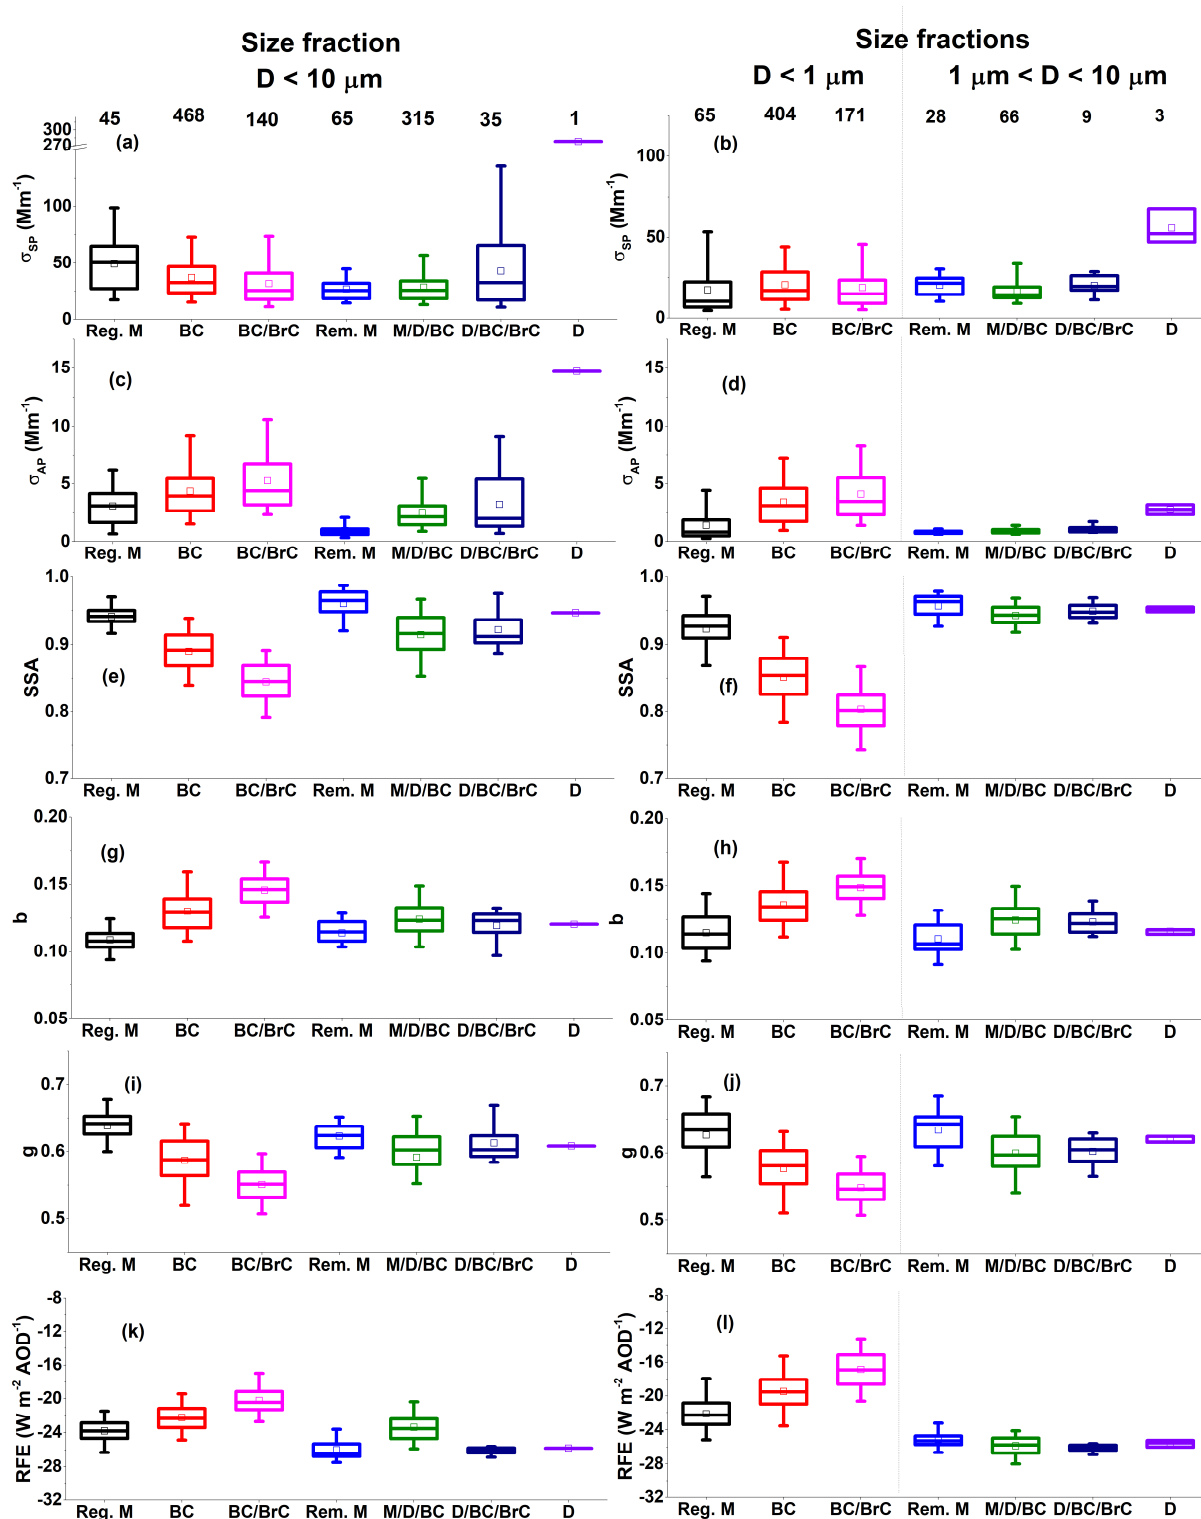 Size fraction
D < 10 μm
Size fractions
D < 1 μm
1 μm < D < 10 μm
45 468 140 65 315 35 1
65 404 171 28 66 9 3
(a)
σSP (Mm-1)
300
270
100
50
0
Reg. M BC BC/BrC Rem. M M/D/BC D/BC/BrC D
(b)
σSP (Mm-1)
100
50
0
Reg. M BC BC/BrC Rem. M M/D/BC D/BC/BrC D
(c)
σAP (Mm-1)
15
10
5
0
Reg. M BC BC/BrC Rem. M M/D/BC D/BC/BrC D
(d)
σAP (Mm-1)
15
10
5
0
Reg. M BC BC/BrC Rem. M M/D/BC D/BC/BrC D
(e)
SSA
1.0
0.9
0.8
0.7
Reg. M BC BC/BrC Rem. M M/D/BC D/BC/BrC D
(f)
SSA
1.0
0.9
0.8
0.7
Reg. M BC BC/BrC Rem. M M/D/BC D/BC/BrC D
(g)
b
0.20
0.15
0.10
0.05
Reg. M BC BC/BrC Rem. M M/D/BC D/BC/BrC D
(h)
b
0.20
0.15
0.10
0.05
Reg. M BC BC/BrC Rem. M M/D/BC D/BC/BrC D
(i)
g
0.7
0.6
0.5
Reg. M BC BC/BrC Rem. M M/D/BC D/BC/BrC D
(j)
g
0.7
0.6
0.5
Reg. M BC BC/BrC Rem. M M/D/BC D/BC/BrC D
(k)
RFE (W m-2 AOD-1)
-8
-12
-16
-20
-24
-28
-32
Reg. M BC BC/BrC Rem. M M/D/BC D/BC/BrC D
(l)
RFE (W m-2 AOD-1)
-8
-12
-16
-20
-24
-28
-32
Reg. M BC BC/BrC Rem. M M/D/BC D/BC/BrC D